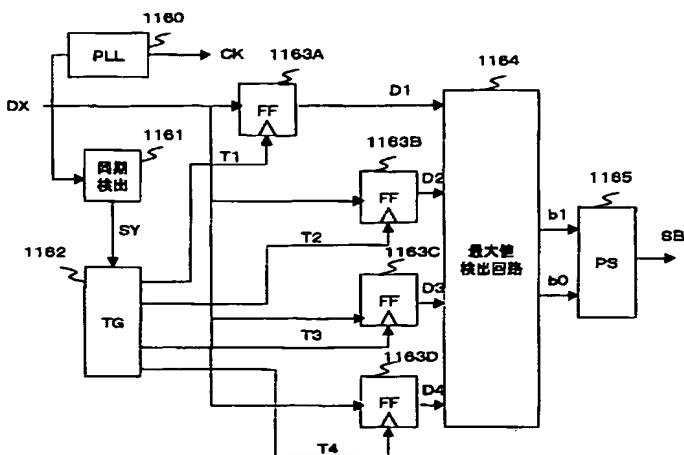 1160
PLL
CK
1163A
1164
DX
FF
D1
1161
同期
検出
T1
1163B
FF
D2
1165
SY
b1
1162
T2
1163C
最大値
検出回路
PS
SB
TG
FF
D3
b0
T3
1163D
FF
D4
T4